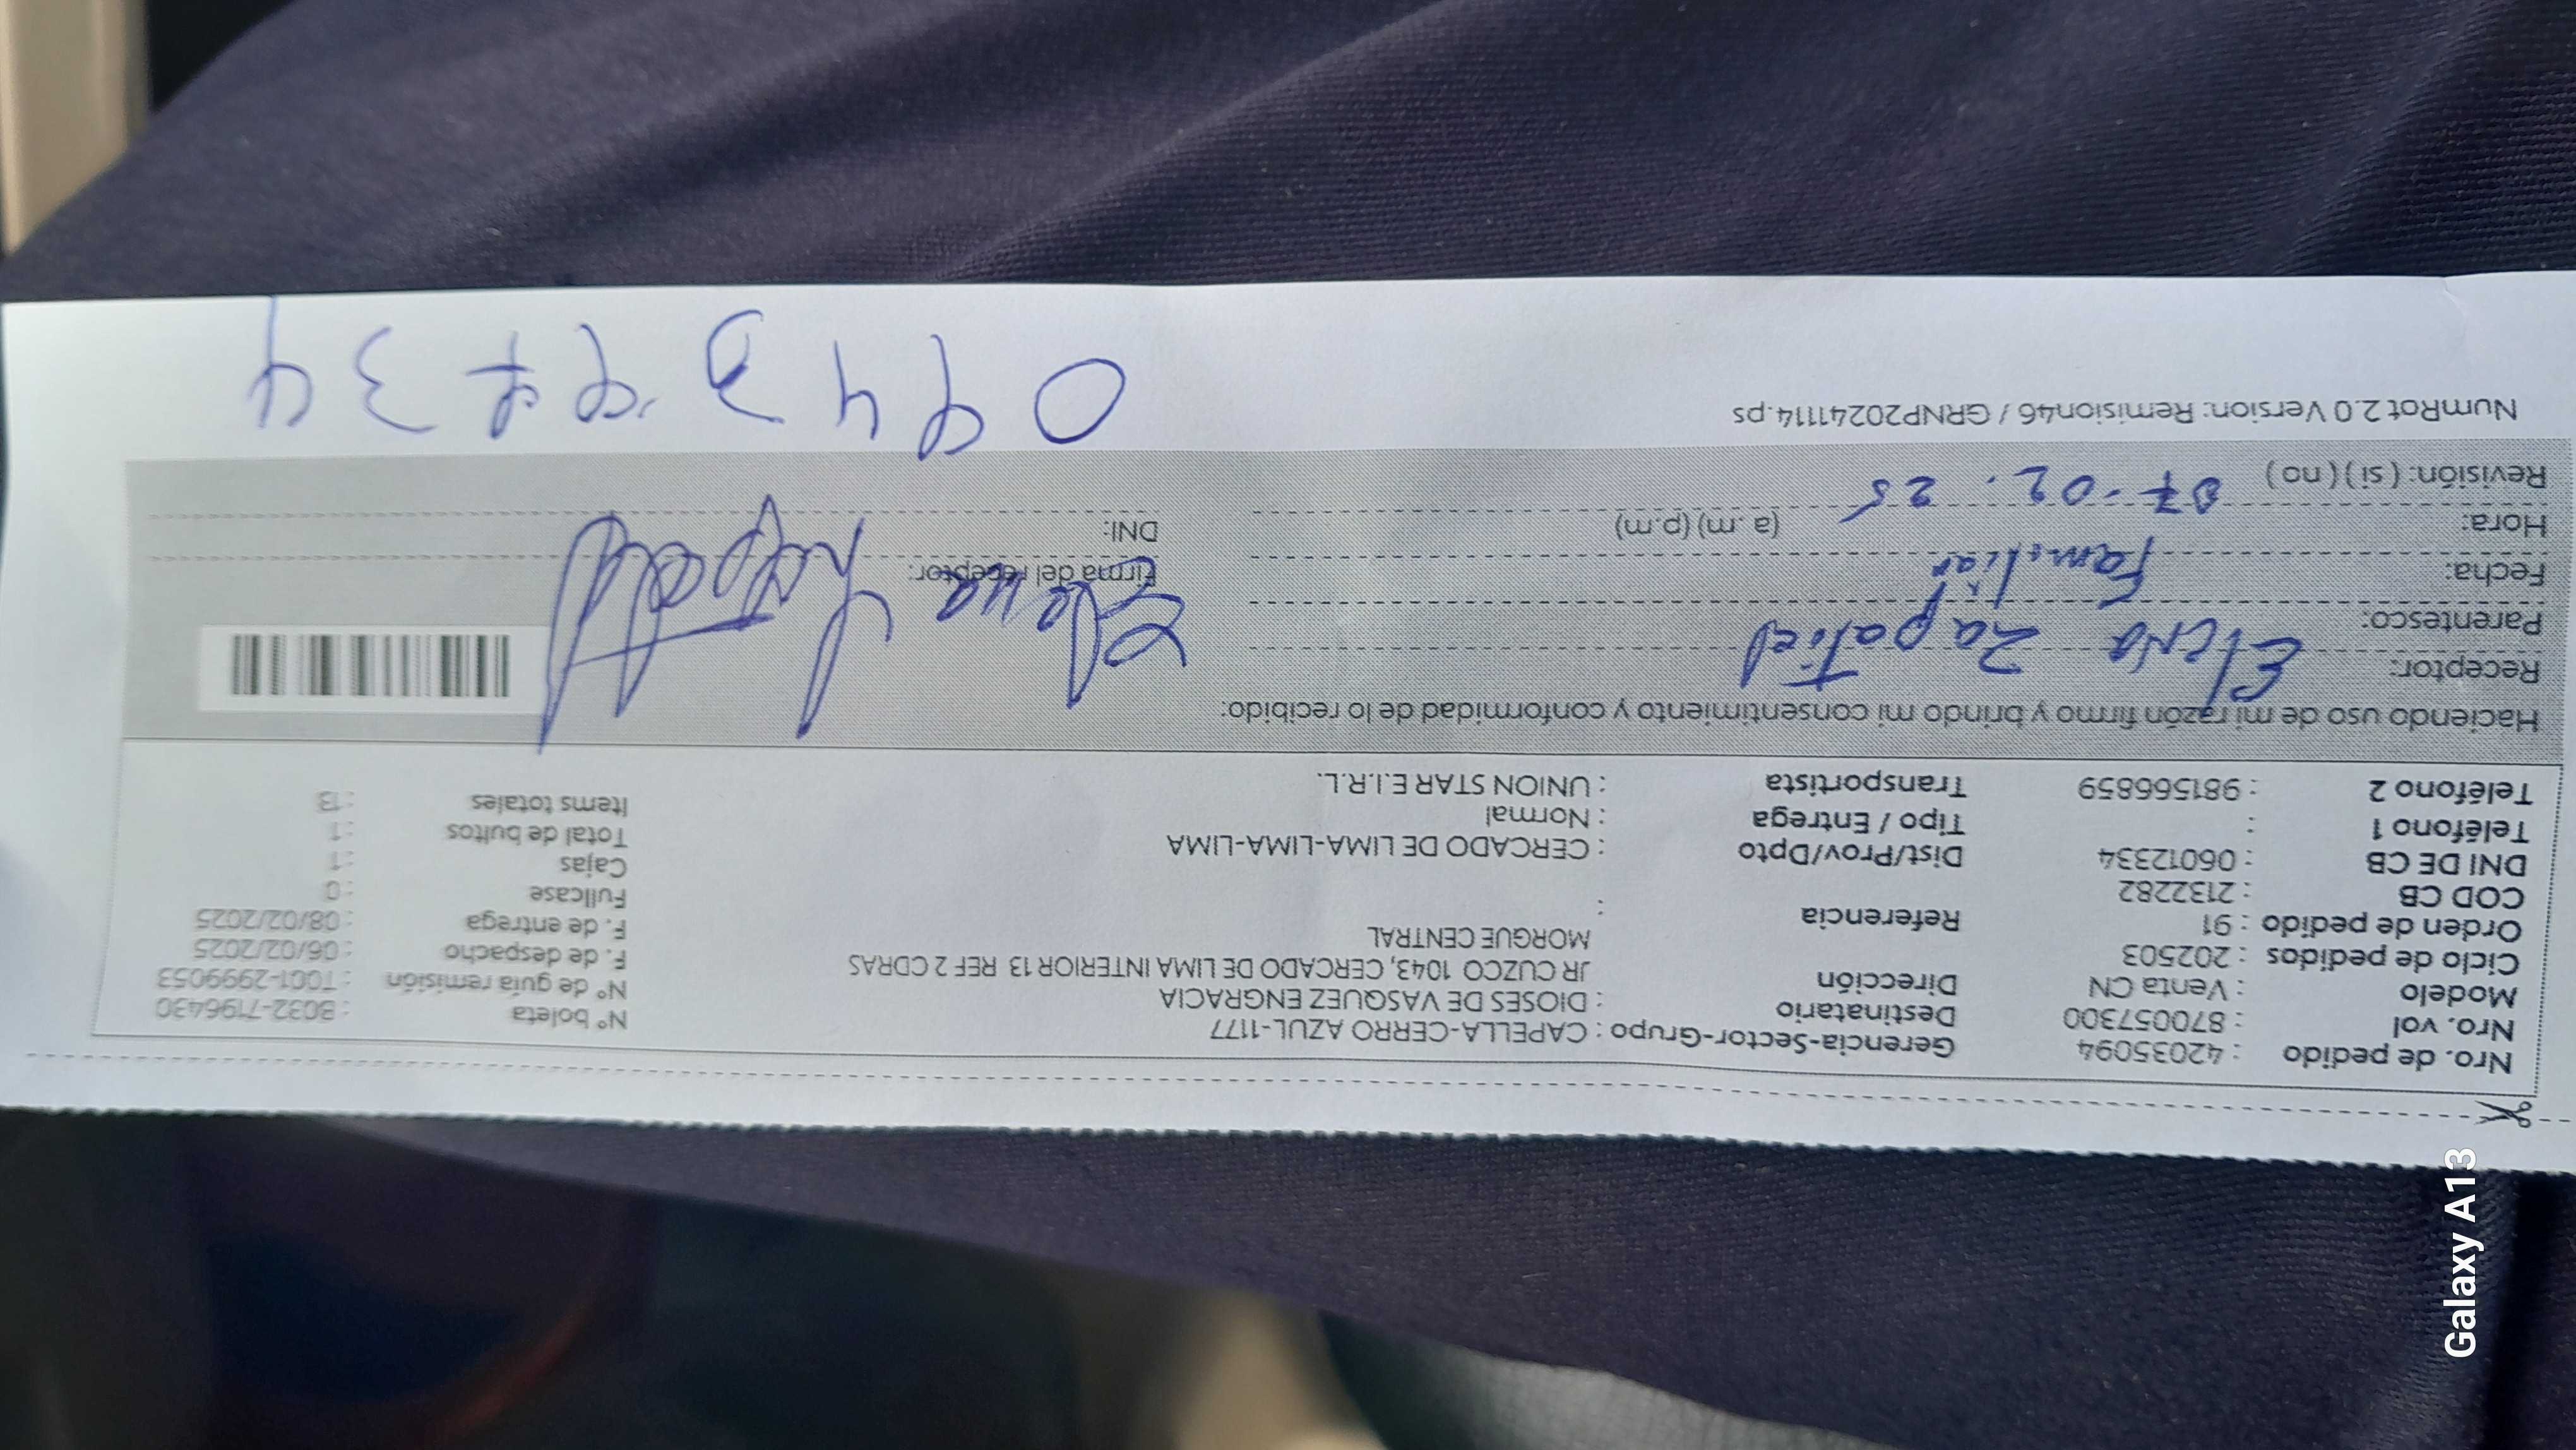 Nro. de pedido : 42035094 Gerencia-Sector-Grupo : CAPELLA-CERRO AZUL-1177 N° boleta : B032-7196430
Nro. vol : 870057300 Destinatario : DIOSES DE VASQUEZ ENGRACIA N° de guía remisión : T001-2999053
Modelo : Venta CN Dirección JR CUZCO 1043, CERCADO DE LIMA INTERIOR 13 REF 2 CDRAS F. de despacho : 06/02/2025
Ciclo de pedidos : 202503 MORGUE CENTRAL F. de entrega : 08/02/2025
Orden de pedido : 91 Referencia : Fullcase : 0
COD CB : 2132282 Cajas : 1
DNI DE CB : 06012334 Dist/Prov/Dpto : CERCADO DE LIMA-LIMA-LIMA Total de bultos : 1
Teléfono 1 : Tipo / Entrega : Normal Items totales : 13
Teléfono 2 : 981566859 Transportista : UNION STAR E.I.R.L.
Haciendo uso de mi razón firmo y brindo mi consentimiento y conformidad de lo recibido:
Receptor: Elena Zapatiel
Parentesco: Familiar Elena
Fecha: Firma del receptor:
Hora: (a.m) (p.m) DNI:
Revisión: ( si ) ( no ) 07-02.25
NumRot 2.0 Version: Remision46 / GRNP20241114.ps
Galaxy A13